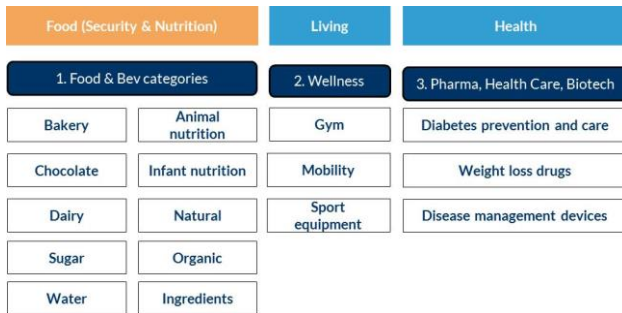 Food (Security & Nutrition)
Living
Health
1. Food & Bev categories
2. Wellness
3. Pharma, Health Care, Biotech
Bakery
Animal
nutrition
Gym
Diabetes prevention and care
Chocolate
Infant nutrition
Mobility
Weight loss drugs
Dairy
Natural
Sport
equipment
Disease management devices
Sugar
Organic
Water
Ingredients